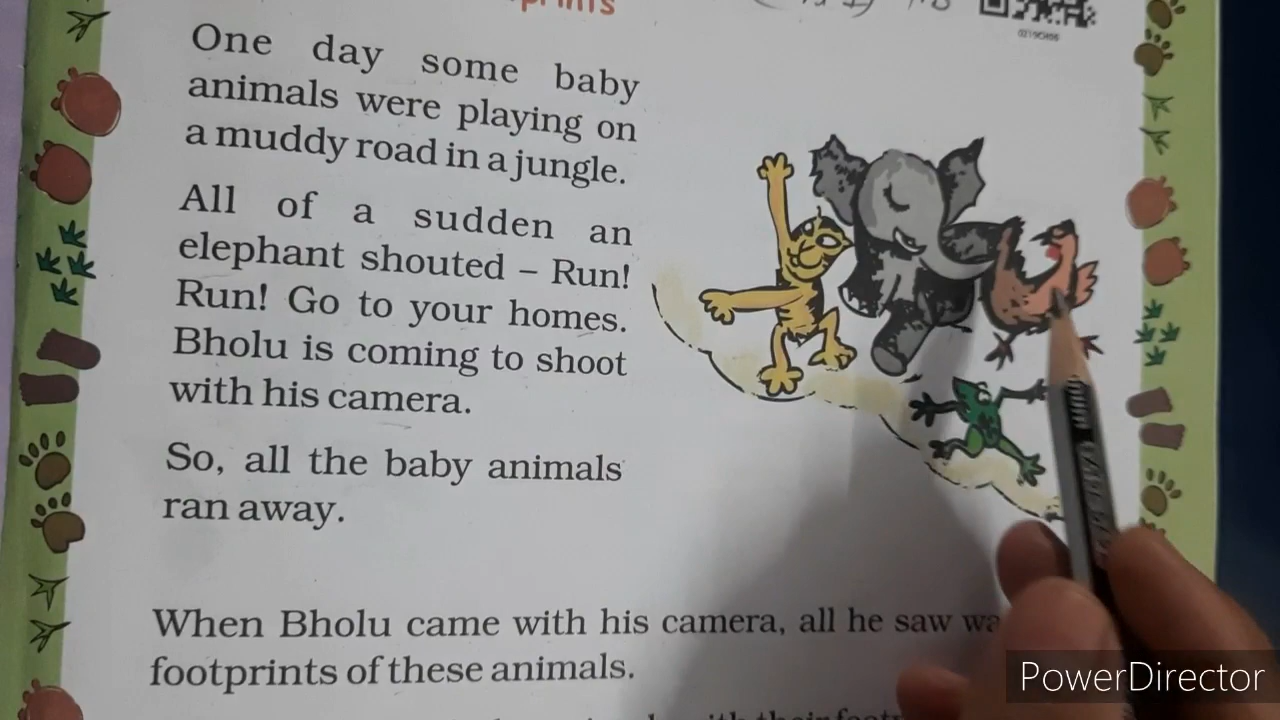 One day some baby
animals were playing on
a muddy road in a jungle.
All of a sudden an
elephant shouted – Run!
Run! Go to your homes.
Bholu is coming to shoot
with his camera.
So, all the baby animals
ran away.
When Bholu came with his camera, all he saw
footprints of these animals.
PowerDirector